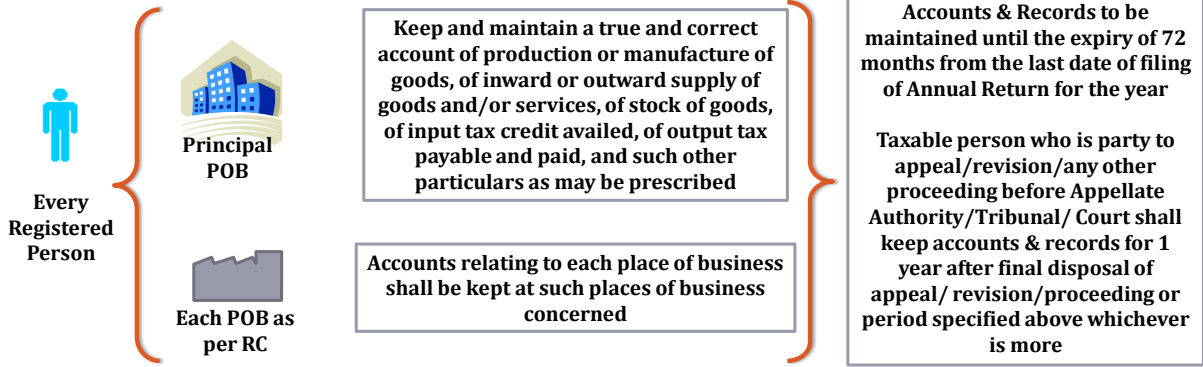 Every
Registered
Person
Principal
POB
Each POB as
per RC
Keep and maintain a true and correct
account of production or manufacture of
goods, of inward or outward supply of
goods and/or services, of stock of goods,
of input tax credit availed, of output tax
payable and paid, and such other
particulars as may be prescribed
Accounts relating to each place of business
shall be kept at such places of business
concerned
Accounts & Records to be
maintained until the expiry of 72
months from the last date of filing
of Annual Return for the year
Taxable person who is party to
appeal/revision/any other
proceeding before Appellate
Authority/Tribunal/ Court shall
keep accounts & records for 1
year after final disposal of
appeal/ revision/proceeding or
period specified above whichever
is more